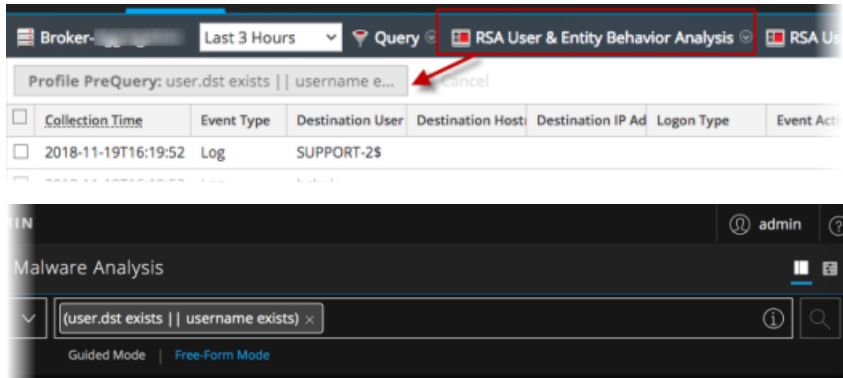 Broker- Last 3 Hours Query RSA User & Entity Behavior Analysis RSA Us
Profile PreQuery: user.dst exists || username e... Cancel
Collection Time Event Type Destination User Destination Host Destination IP Ad Logon Type Event Acti
2018-11-19T16:19:52 Log SUPPORT-2$
IN admin
Malware Analysis
(user.dst exists || username exists) ×
Guided Mode | Free-Form Mode